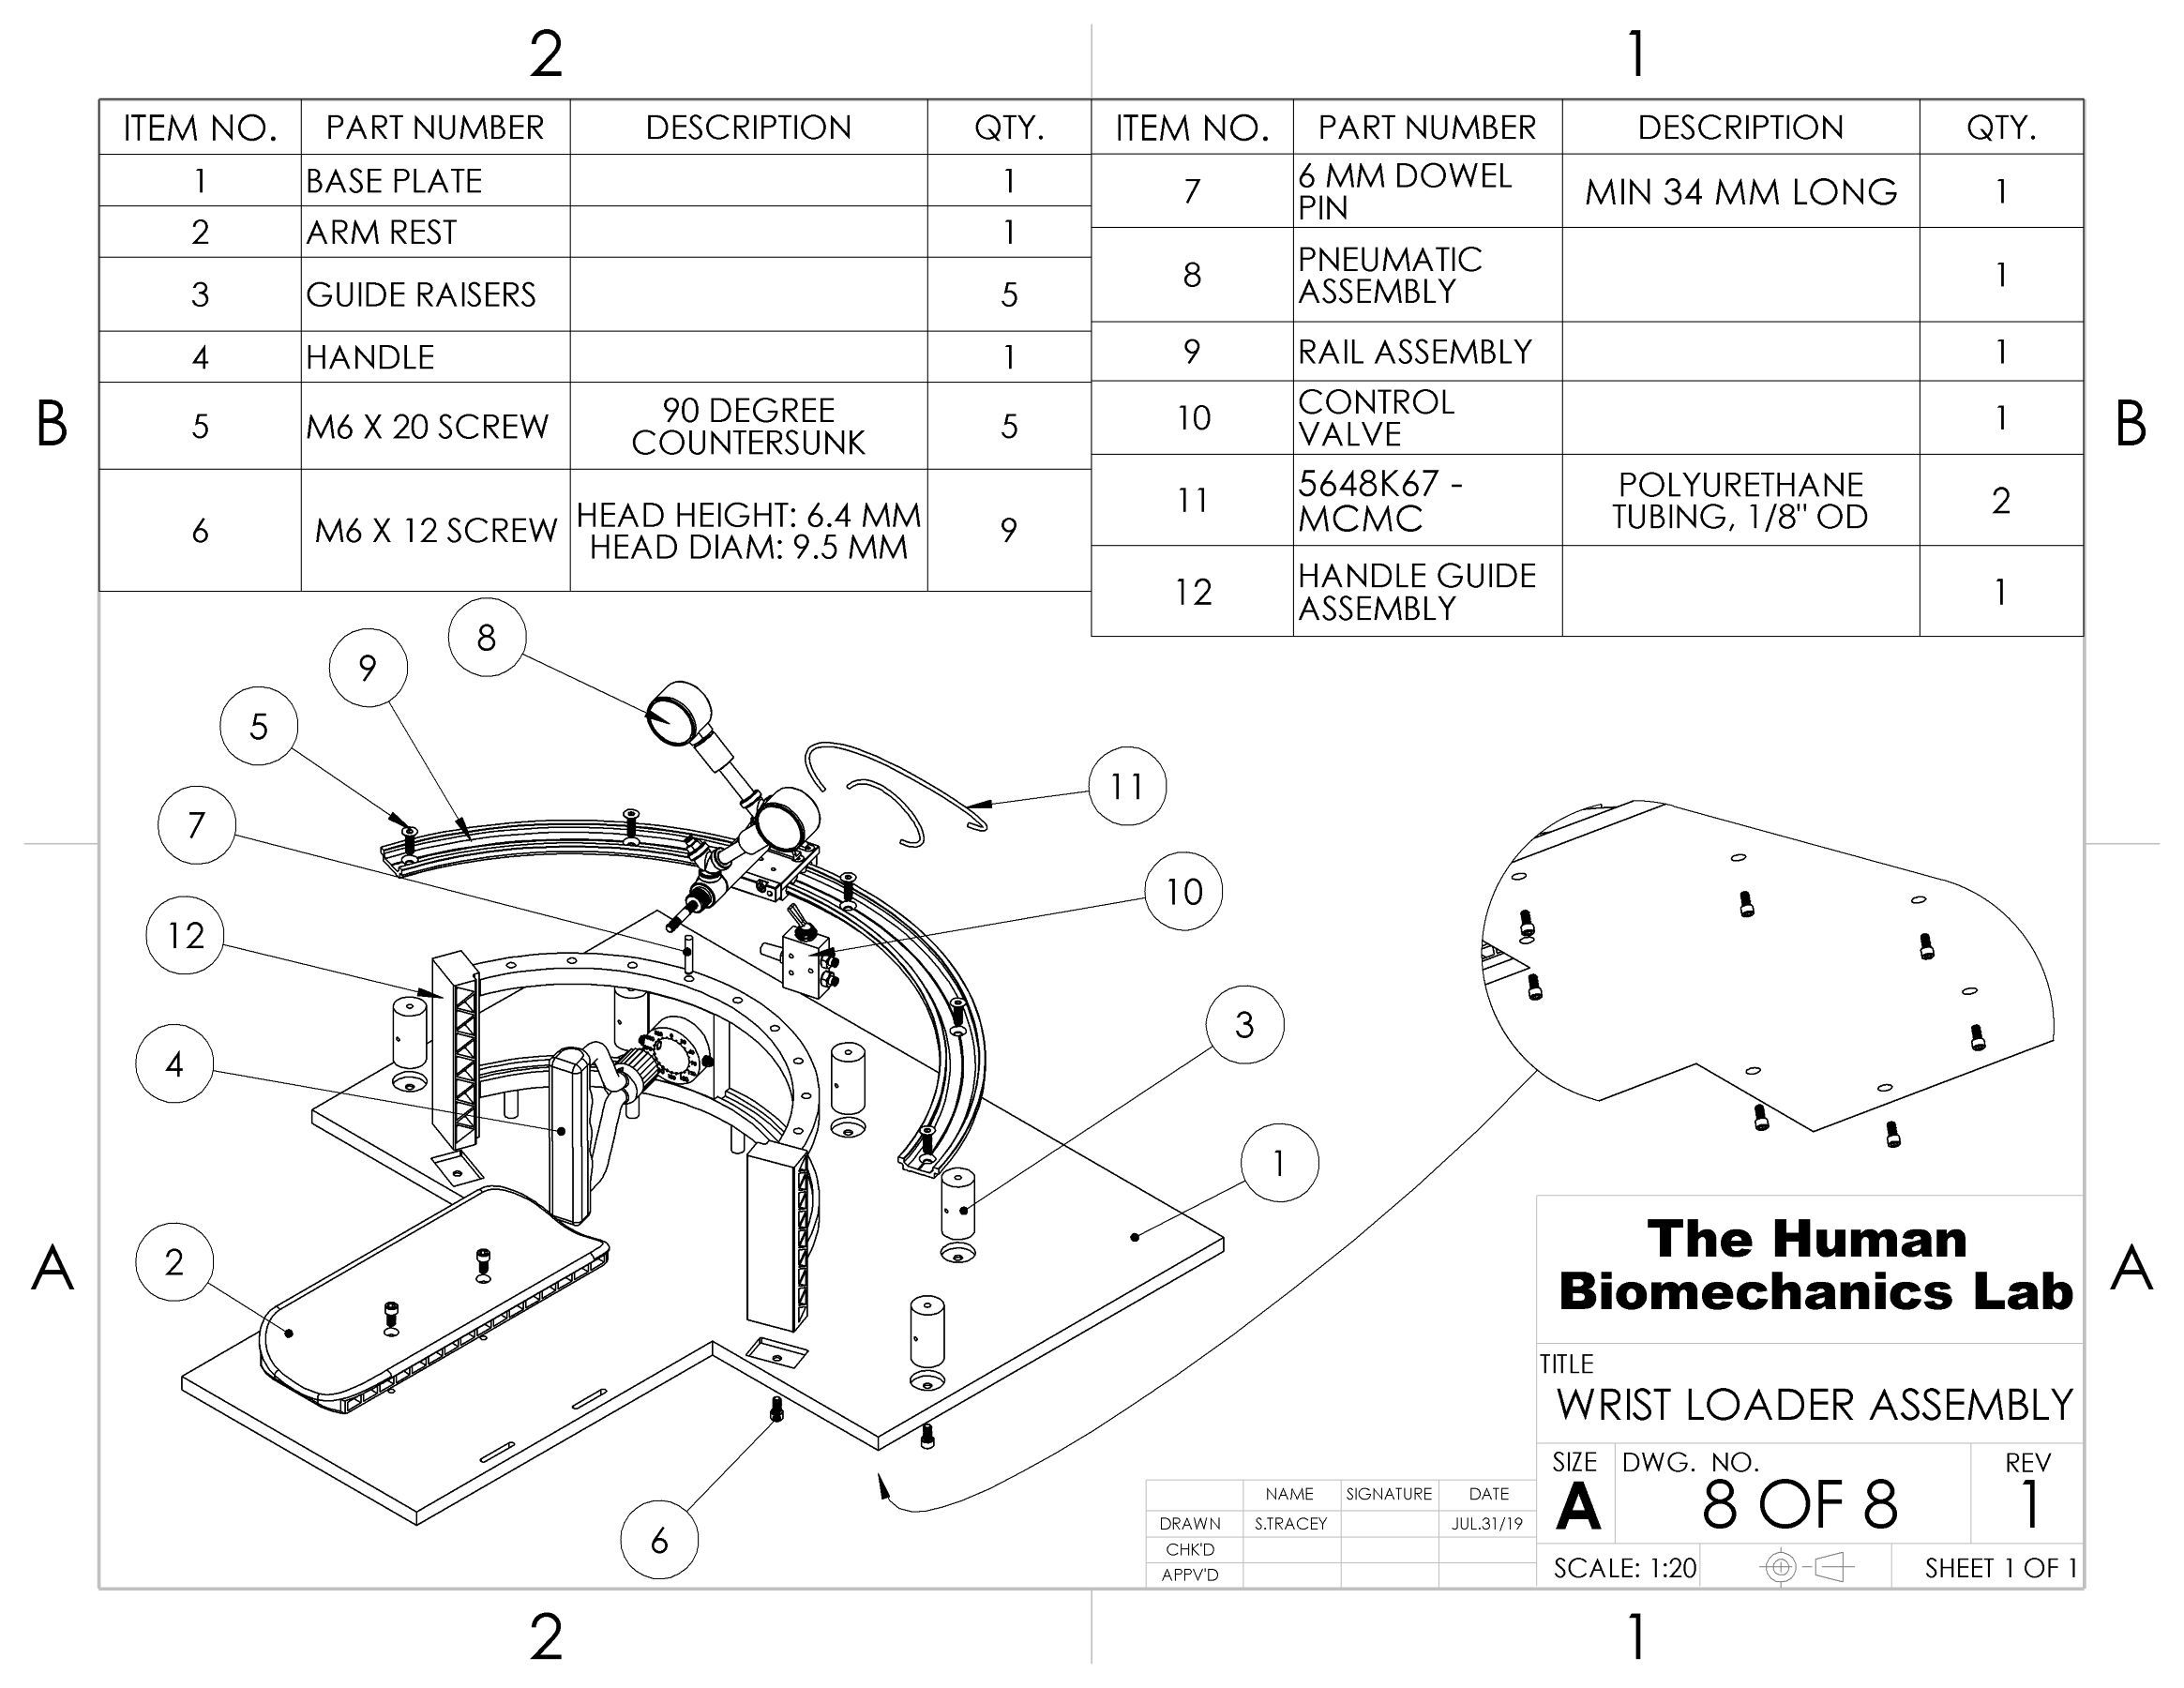 2 1
ITEM NO. PART NUMBER DESCRIPTION QTY.
1 BASE PLATE 1
2 ARM REST 1
3 GUIDE RAISERS 5
4 HANDLE 1
5 M6 X 20 SCREW 90 DEGREE COUNTERSUNK 5
6 M6 X 12 SCREW HEAD HEIGHT: 6.4 MM HEAD DIAM: 9.5 MM 9
ITEM NO. PART NUMBER DESCRIPTION QTY.
7 6 MM DOWEL PIN MIN 34 MM LONG 1
8 PNEUMATIC ASSEMBLY 1
9 RAIL ASSEMBLY 1
10 CONTROL VALVE 1
11 5648K67 - MCMC POLYURETHANE TUBING, 1/8" OD 2
12 HANDLE GUIDE ASSEMBLY 1
B B
8
9
5
11
7
10
12
3
4
1
2
6
A A
The Human
Biomechanics Lab
TITLE
WRIST LOADER ASSEMBLY
SIZE DWG. NO. REV
A 8 OF 8 1
SCALE: 1:20 SHEET 1 OF 1
NAME SIGNATURE DATE
DRAWN S.TRACEY JUL.31/19
CHK'D
APPV'D
2 1